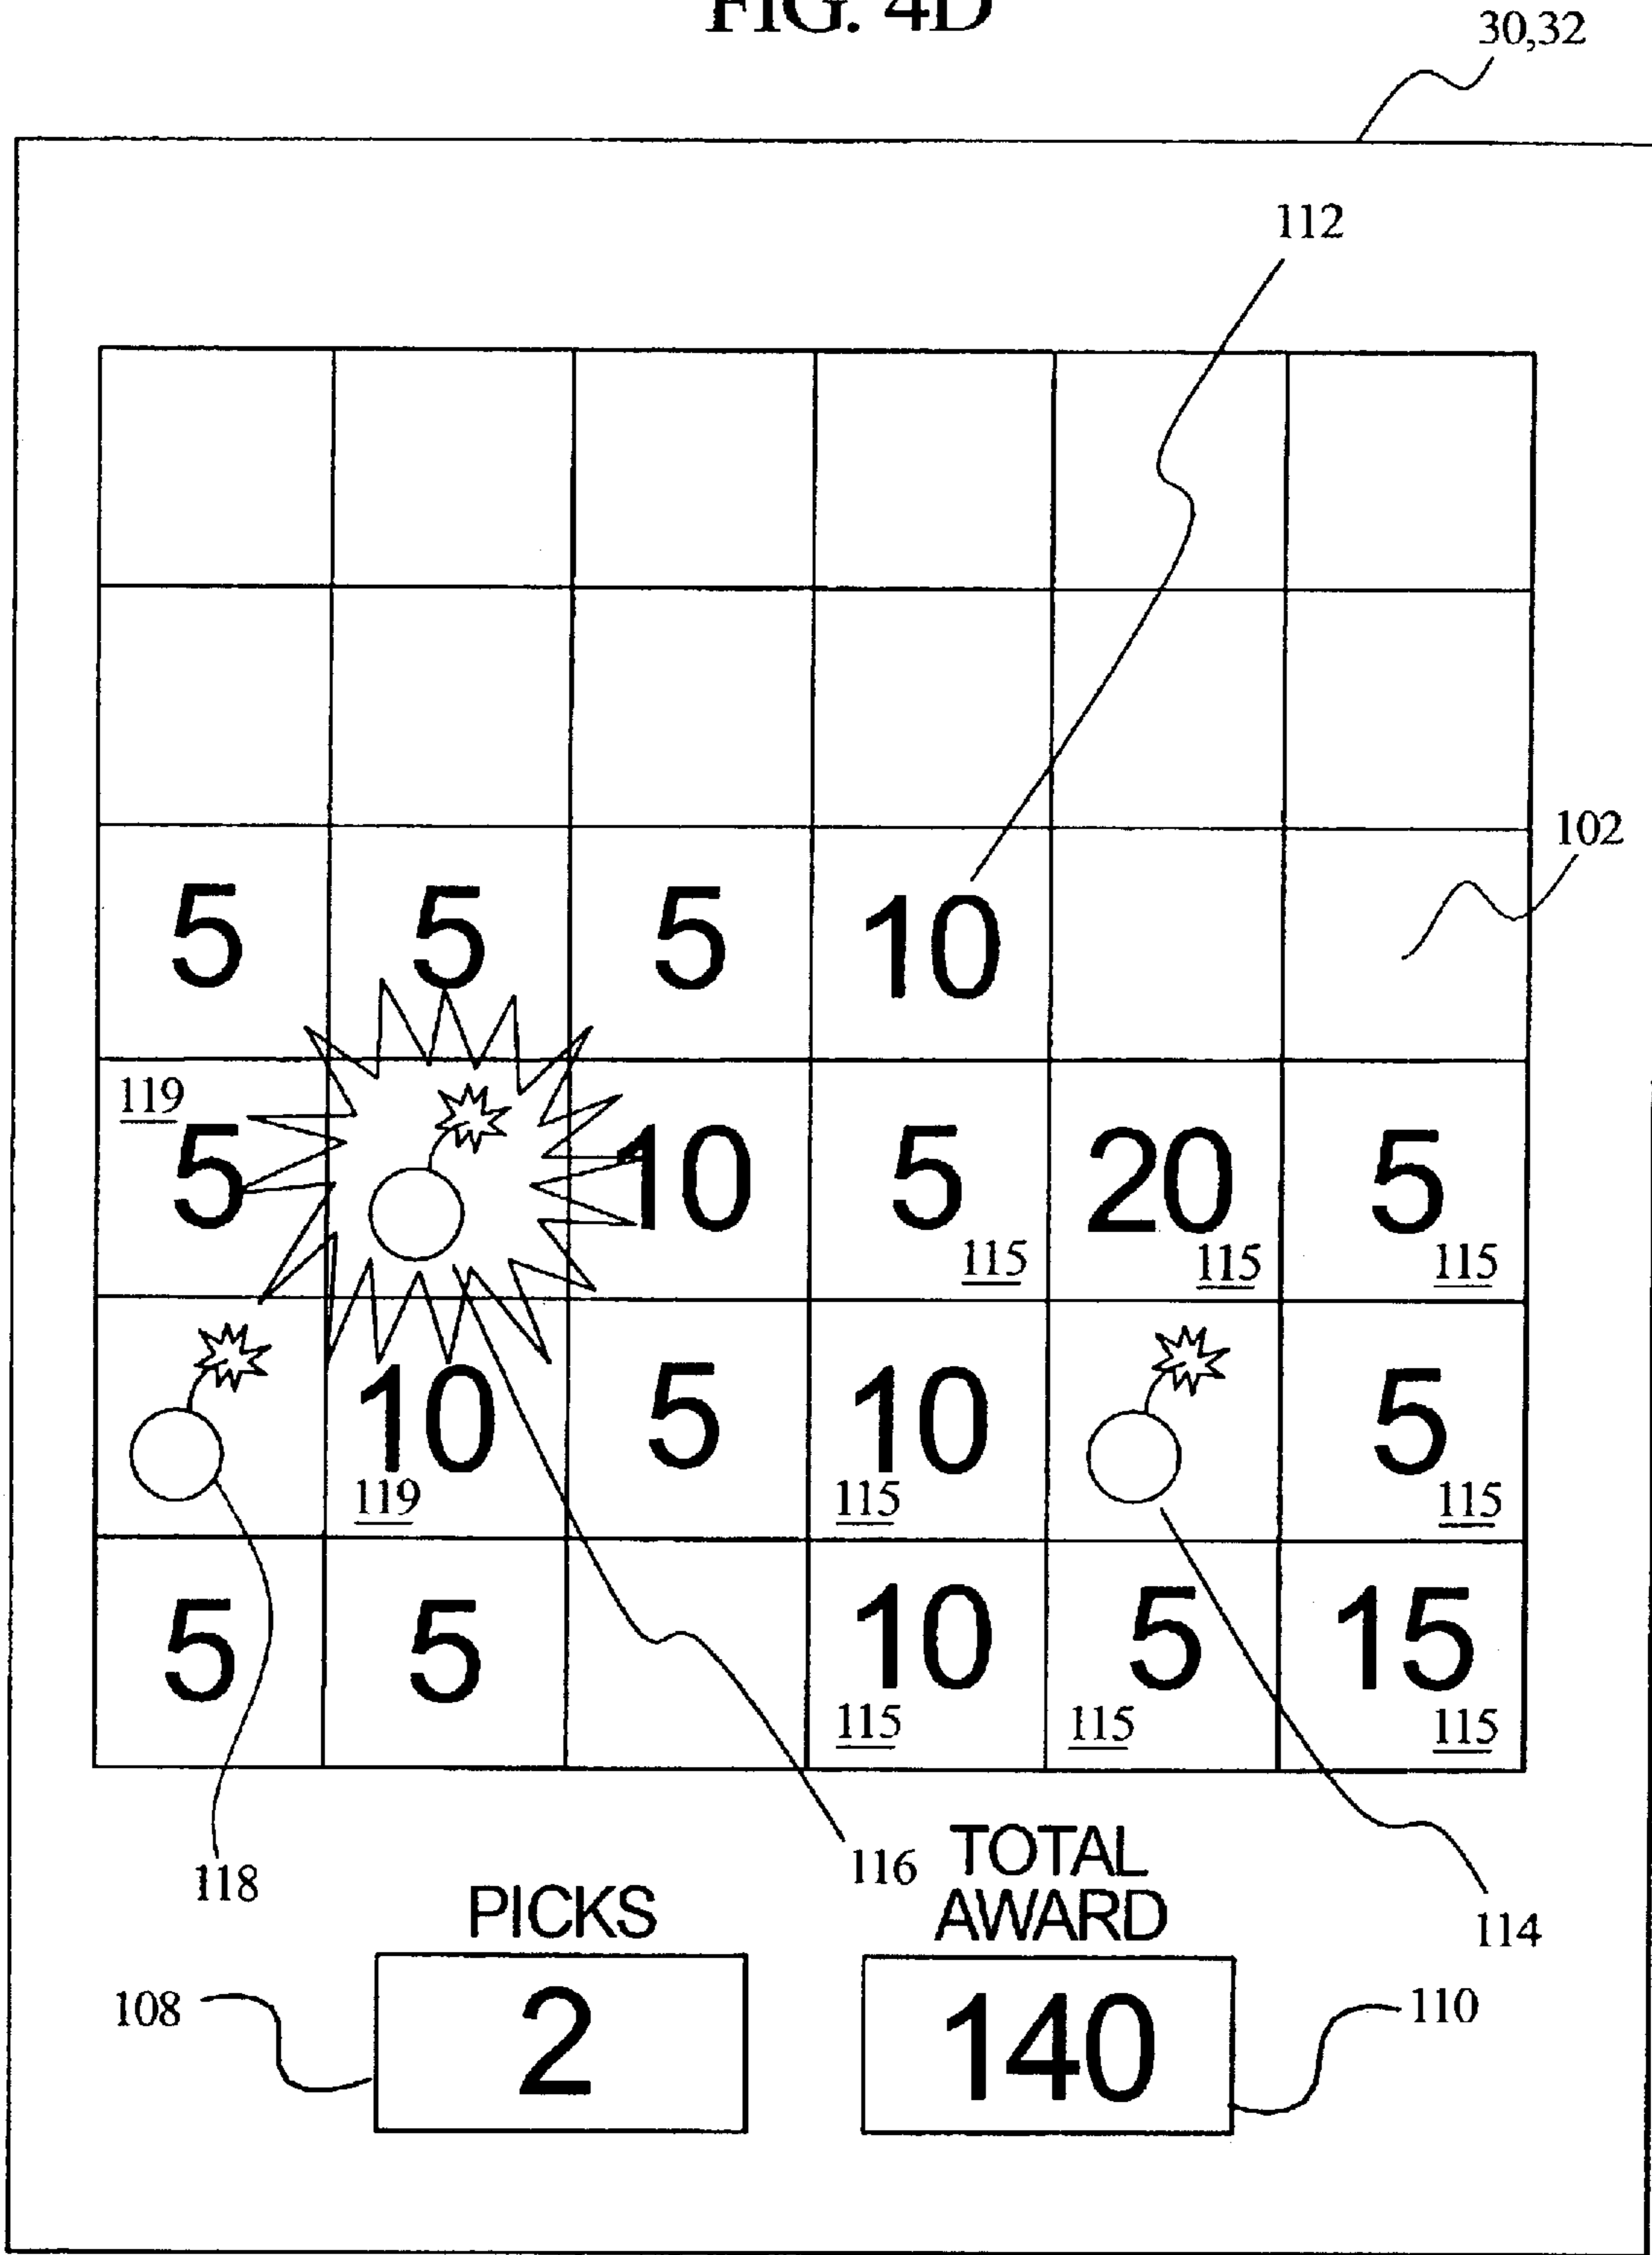 FIG. 4D
30,32
112
102
5 5 5 10
119
5 10 5 20 5
115 115 115
10 5 10 5
119 115 115
5 5 10 5 15
115 115 115
118 116 TOTAL
PICKS AWARD
114
108 2 140 110